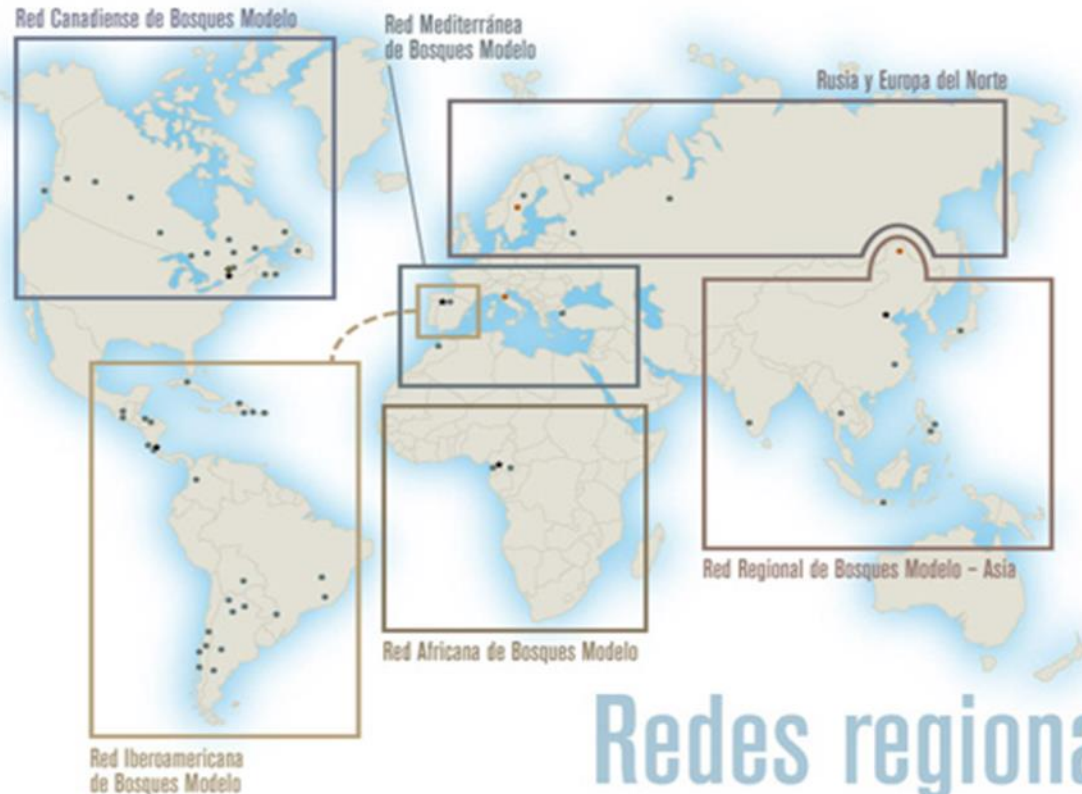 Red Canadiense de Bosques Modelo
Red Mediterránea
de Bosques Modelo
Rusia y Europa del Norte
Red Regional de Bosques Modelo – Asia
Red Africana de Bosques Modelo
Red Iberoamericana
de Bosques Modelo
Redes regiona